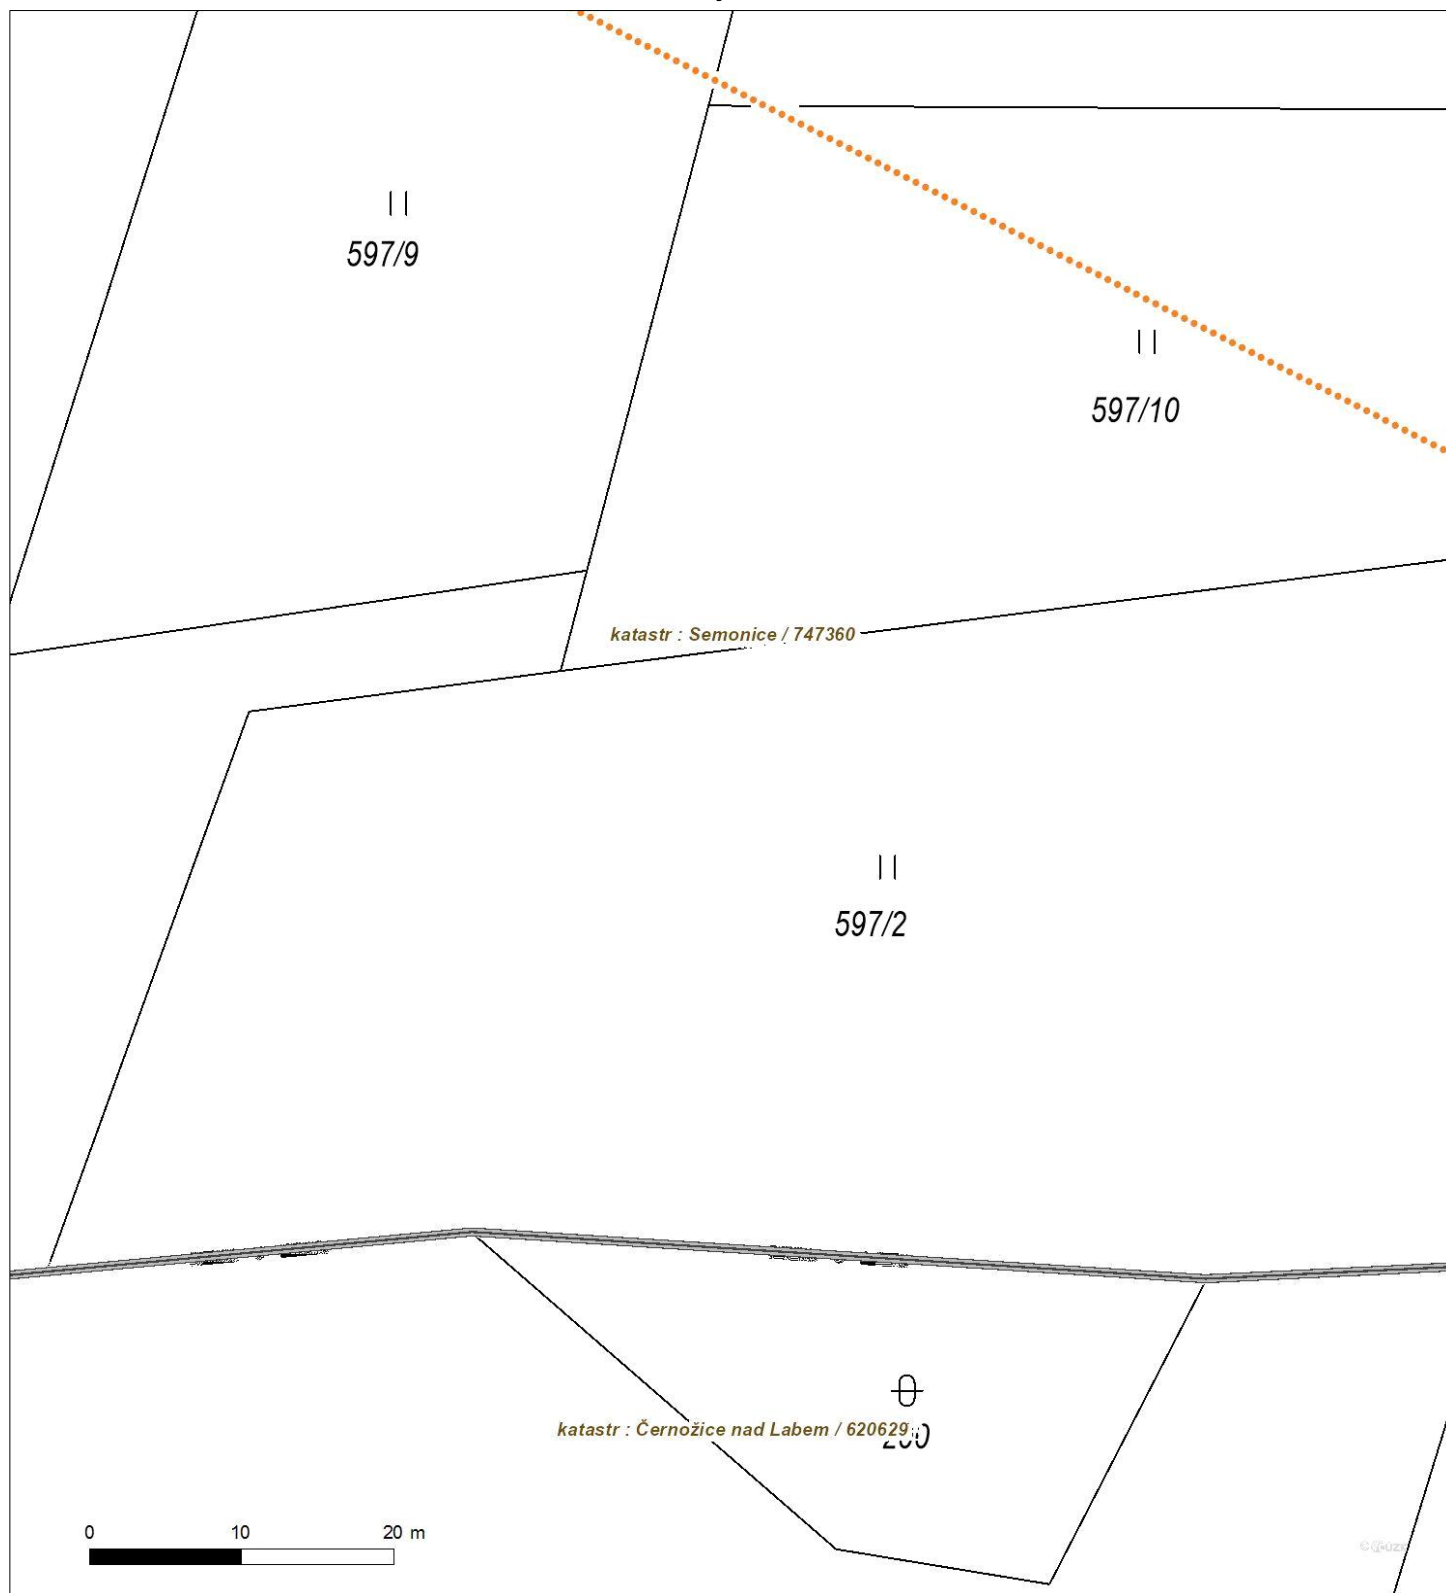 597/9
597/10
katastr : Semonice / 747360
597/2
katastr : Černožice nad Labem / 620629
0 10 20 m